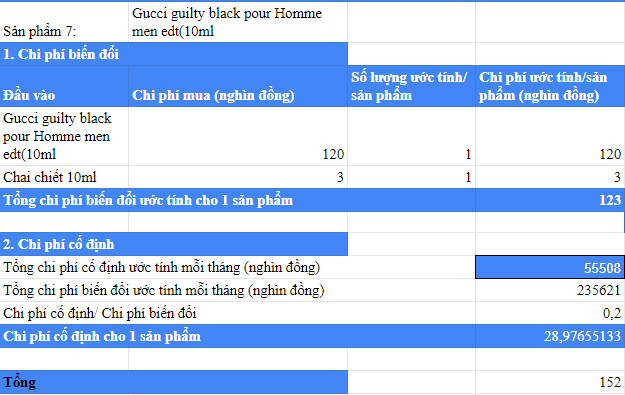 Sản phẩm 7: Gucci guilty black pour Homme
men edt(10ml
1. Chi phí biến đổi
Đầu vào Chi phí mua (nghìn đồng) Số lượng ước tính/ sản phẩm Chi phí ước tính/sản phẩm (nghìn đồng)
Gucci guilty black
pour Homme men
edt(10ml 120 1 120
Chai chiết 10ml 3 1 3
Tổng chi phí biến đổi ước tính cho 1 sản phẩm 123
2. Chi phí cố định
Tổng chi phí cố định ước tính mỗi tháng (nghìn đồng) 55508
Tổng chi phí biến đổi ước tính mỗi tháng (nghìn đồng) 235621
Chi phí cố định/ Chi phí biến đổi 0,2
Chi phí cố định cho 1 sản phẩm 28,97655133
Tổng 152